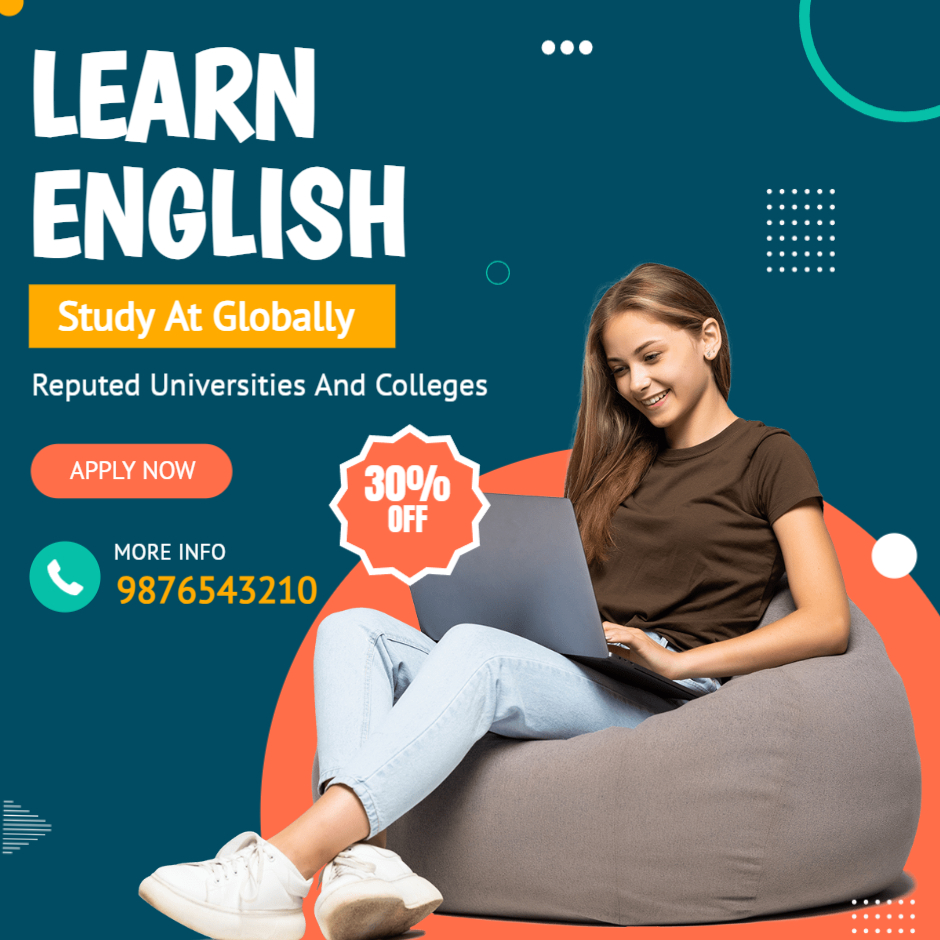 LEARN
ENGLISH
Study At Globally
Reputed Universities And Colleges
APPLY NOW
30%
OFF
MORE INFO
9876543210